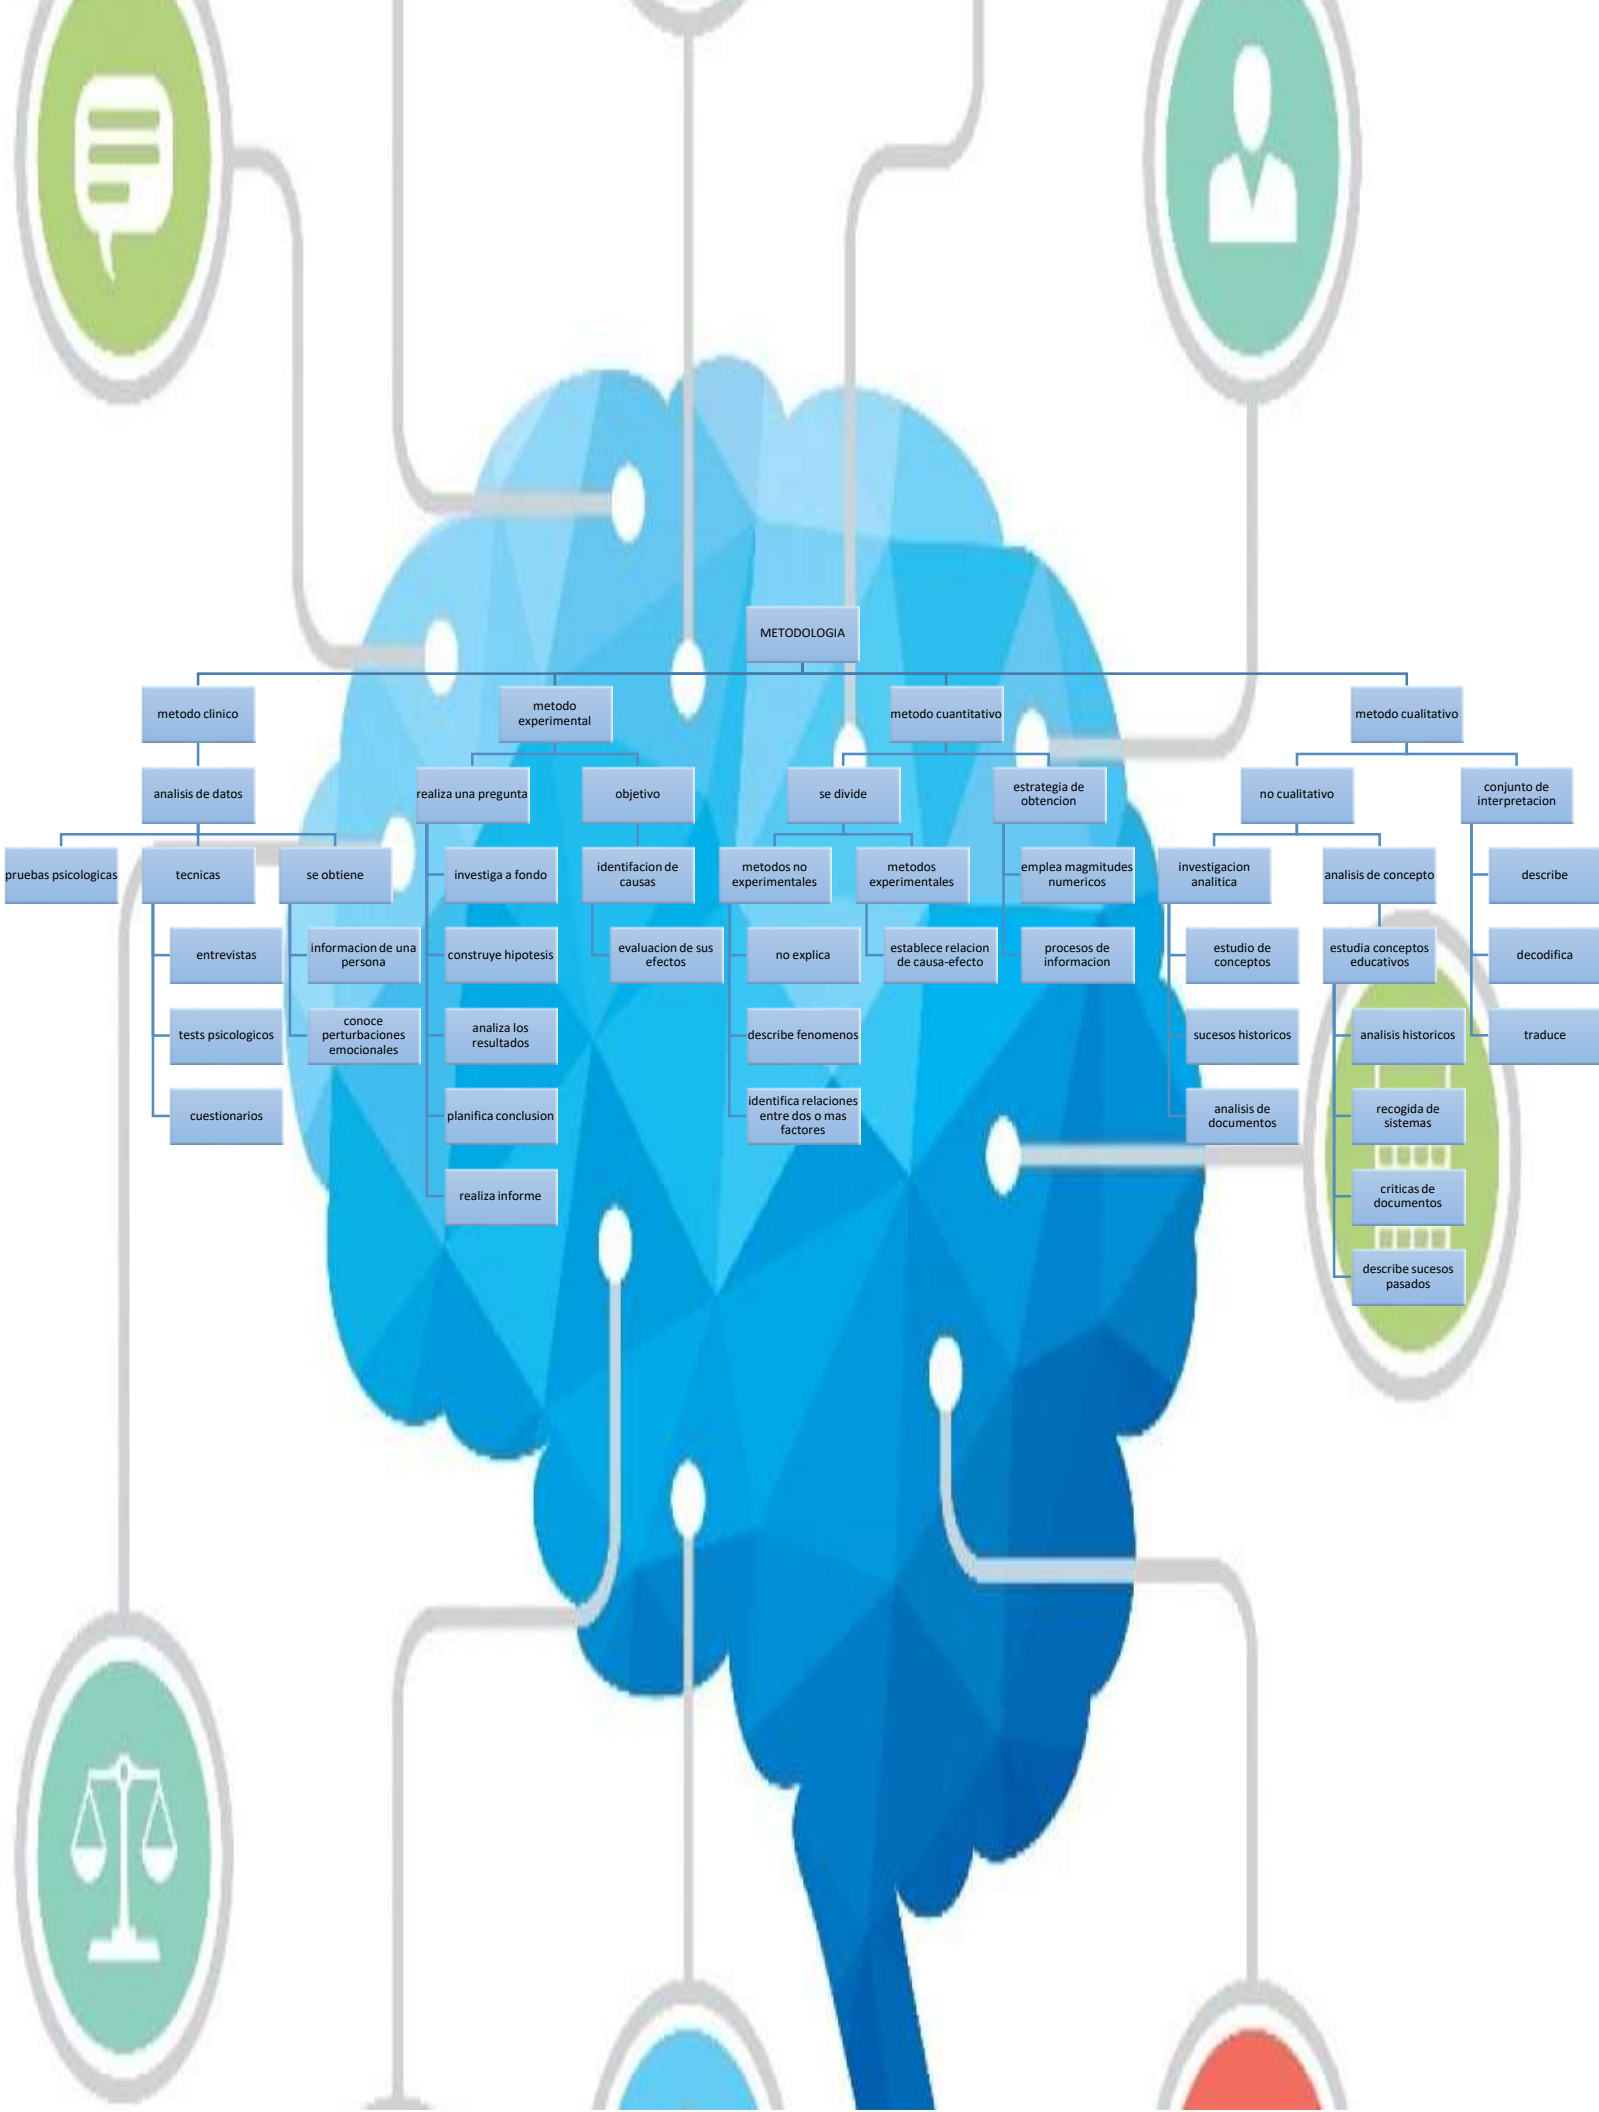 METODOLOGIA
metodo clinico
metodo
experimental
metodo cuantitativo
metodo cualitativo
analisis de datos
realiza una pregunta
objetivo
se divide
estrategia de
obtencion
no cualitativo
conjunto de
interpretacion
pruebas psicologicas
tecnicas
se obtiene
investiga a fondo
identifacion de
causas
metodos no
experimentales
metodos
experimentales
emplea magmitudes
numericos
investigacion
analitica
analisis de concepto
describe
entrevistas
informacion de una
persona
construye hipotesis
evaluacion de sus
efectos
no explica
establece relacion
de causa-efecto
procesos de
informacion
estudio de
conceptos
estudia conceptos
educativos
decodifica
tests psicologicos
conoce
perturbaciones
emocionales
analiza los
resultados
describe fenomenos
sucesos historicos
analisis historicos
traduce
cuestionarios
planifica conclusion
identifica relaciones
entre dos o mas
factores
analisis de
documentos
recogida de
sistemas
realiza informe
criticas de
documentos
describe sucesos
pasados